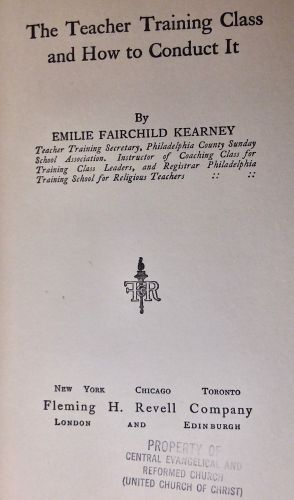 The Teacher Training Class
and How to Conduct It
By
EMILIE FAIRCHILD KEARNEY
Teacher Training Secretary, Philadelphia County Sunday
School Association. Instructor of Coaching Class for
Training Class Leaders, and Registrar Philadelphia
Training School for Religious Teachers :: ::
FHR
NEW YORK CHICAGO TORONTO
Fleming H. Revell Company
LONDON AND EDINBURGH
PROPERTY OF
CENTRAL EVANGELICAL AND
REFORMED CHURCH
(UNITED CHURCH OF CHRIST)